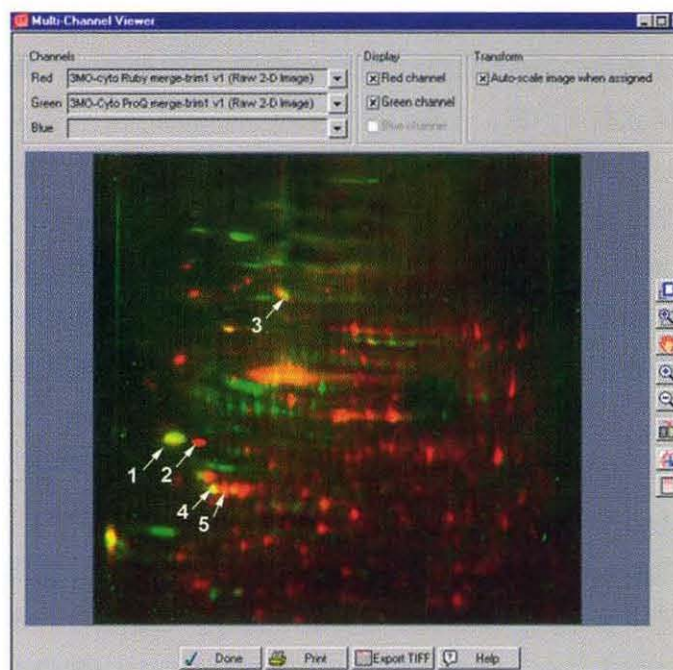 Multi-Channel Viewer
Channels
Display
Transform
Red 3MO-cyto Ruby merge-trim1 v1 (Raw 2-D Image)
Red channel
Auto-scale image when assigned
Green 3MO-Cyto ProQ merge-trim1 v1 (Raw 2-D Image)
Green channel
Blue
Blue channel
3
1
2
4
5
Done
Print
Export TIFF
Help